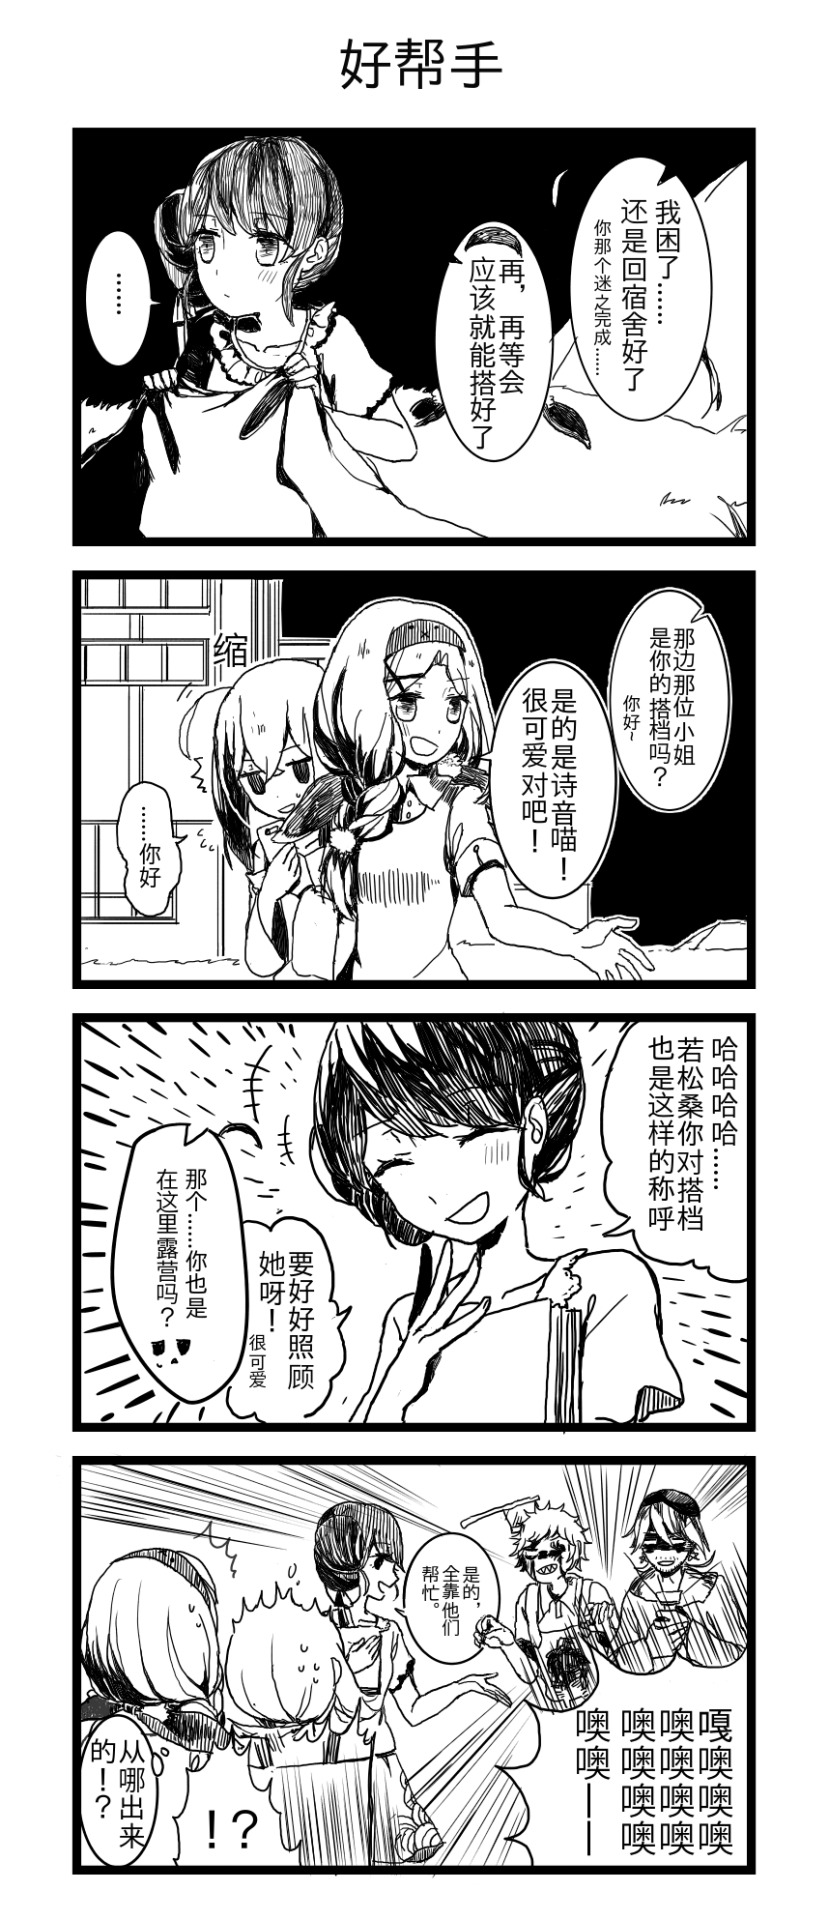 好帮手
我困了……
还是回宿舍好了
你那个迷之完成……
再，再等会
应该就能搭好了
……
那边那位小姐
是你的搭档吗？
你好~
是的是诗音喵！
很可爱对吧！
缩
……你好
哈哈哈哈……
若松桑你对搭档
也是这样的称呼
要好好照顾
她呀！
很可爱
那个……你也是
在这里露营吗？
是的，
全靠他们
帮忙。
嘎噢噢噢
噢噢噢噢
噢噢噢噢
噢噢——
！？
从哪出来
的！？